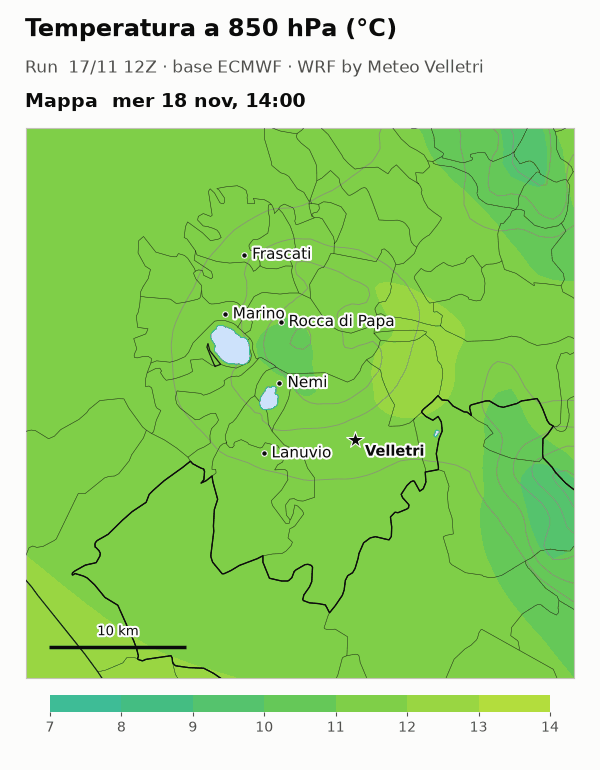 Temperatura a 850 hPa (°C)
Run  17/11 12Z · base ECMWF · WRF by Meteo Velletri
Mappa  mer 18 nov, 14:00
Frascati
Marino
Rocca di Papa
Nemi
Velletri
Lanuvio
10 km
7 8 9 10 11 12 13 14